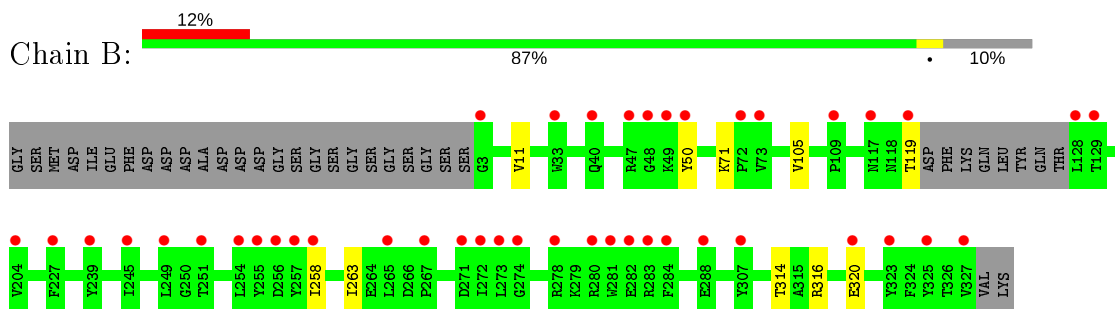 12%
Chain B:
87%
10%
GLY SER MET ASP ILE GLU PHE ASP ASP ASP ALA ASP ASP GLY SER GLY SER GLY SER GLY SER GLY SER SER G3 V11 W33 Q40 R47 G48 K49 Y50 K71 F72 V73 V105 P109 N117 N118 T119 ASP PHE LYS GLN LEU TYR GLN THR L128 T129
V204 F227 Y239 I245 L249 G250 T251 L254 Y255 D256 Y257 I258 I263 E264 L265 D266 P267 D271 I272 L273 G274 R278 K279 R280 W281 E282 R283 F284 E288 Y307 T314 A315 R316 E320 Y323 F324 Y325 T326 V327 VAL LYS